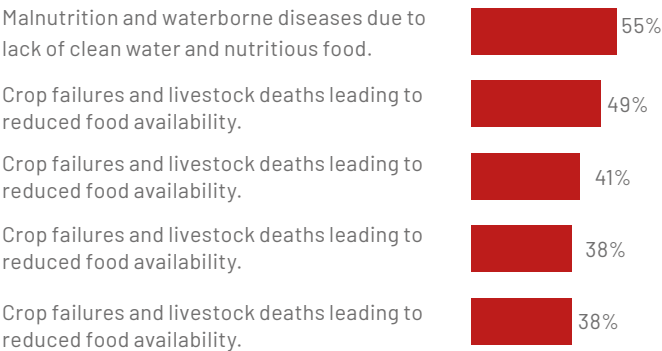 Malnutrition and waterborne diseases due to
lack of clean water and nutritious food.
55%
Crop failures and livestock deaths leading to
reduced food availability.
49%
Crop failures and livestock deaths leading to
reduced food availability.
41%
Crop failures and livestock deaths leading to
reduced food availability.
38%
Crop failures and livestock deaths leading to
reduced food availability.
38%